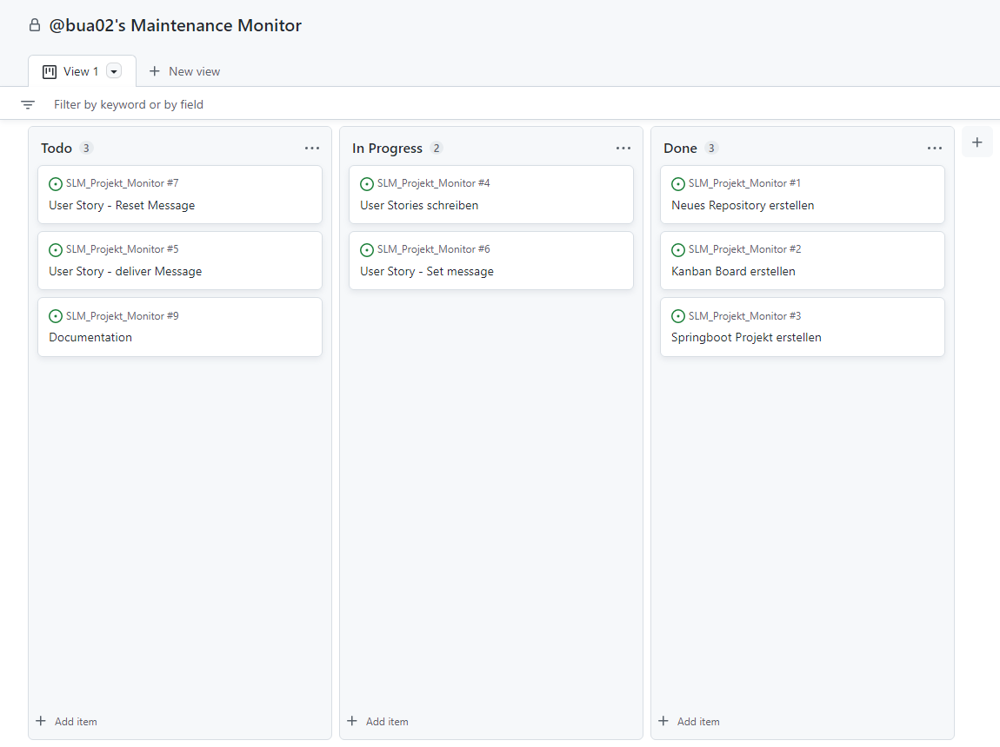 @bua02's Maintenance Monitor
View 1
New view
Filter by keyword or by field
Todo 3
SLM_Projekt_Monitor #7
User Story - Reset Message
SLM_Projekt_Monitor #5
User Story - deliver Message
SLM_Projekt_Monitor #9
Documentation
Add item
In Progress 2
SLM_Projekt_Monitor #4
User Stories schreiben
SLM_Projekt_Monitor #6
User Story - Set message
Add item
Done 3
SLM_Projekt_Monitor #1
Neues Repository erstellen
SLM_Projekt_Monitor #2
Kanban Board erstellen
SLM_Projekt_Monitor #3
Springboot Projekt erstellen
Add item